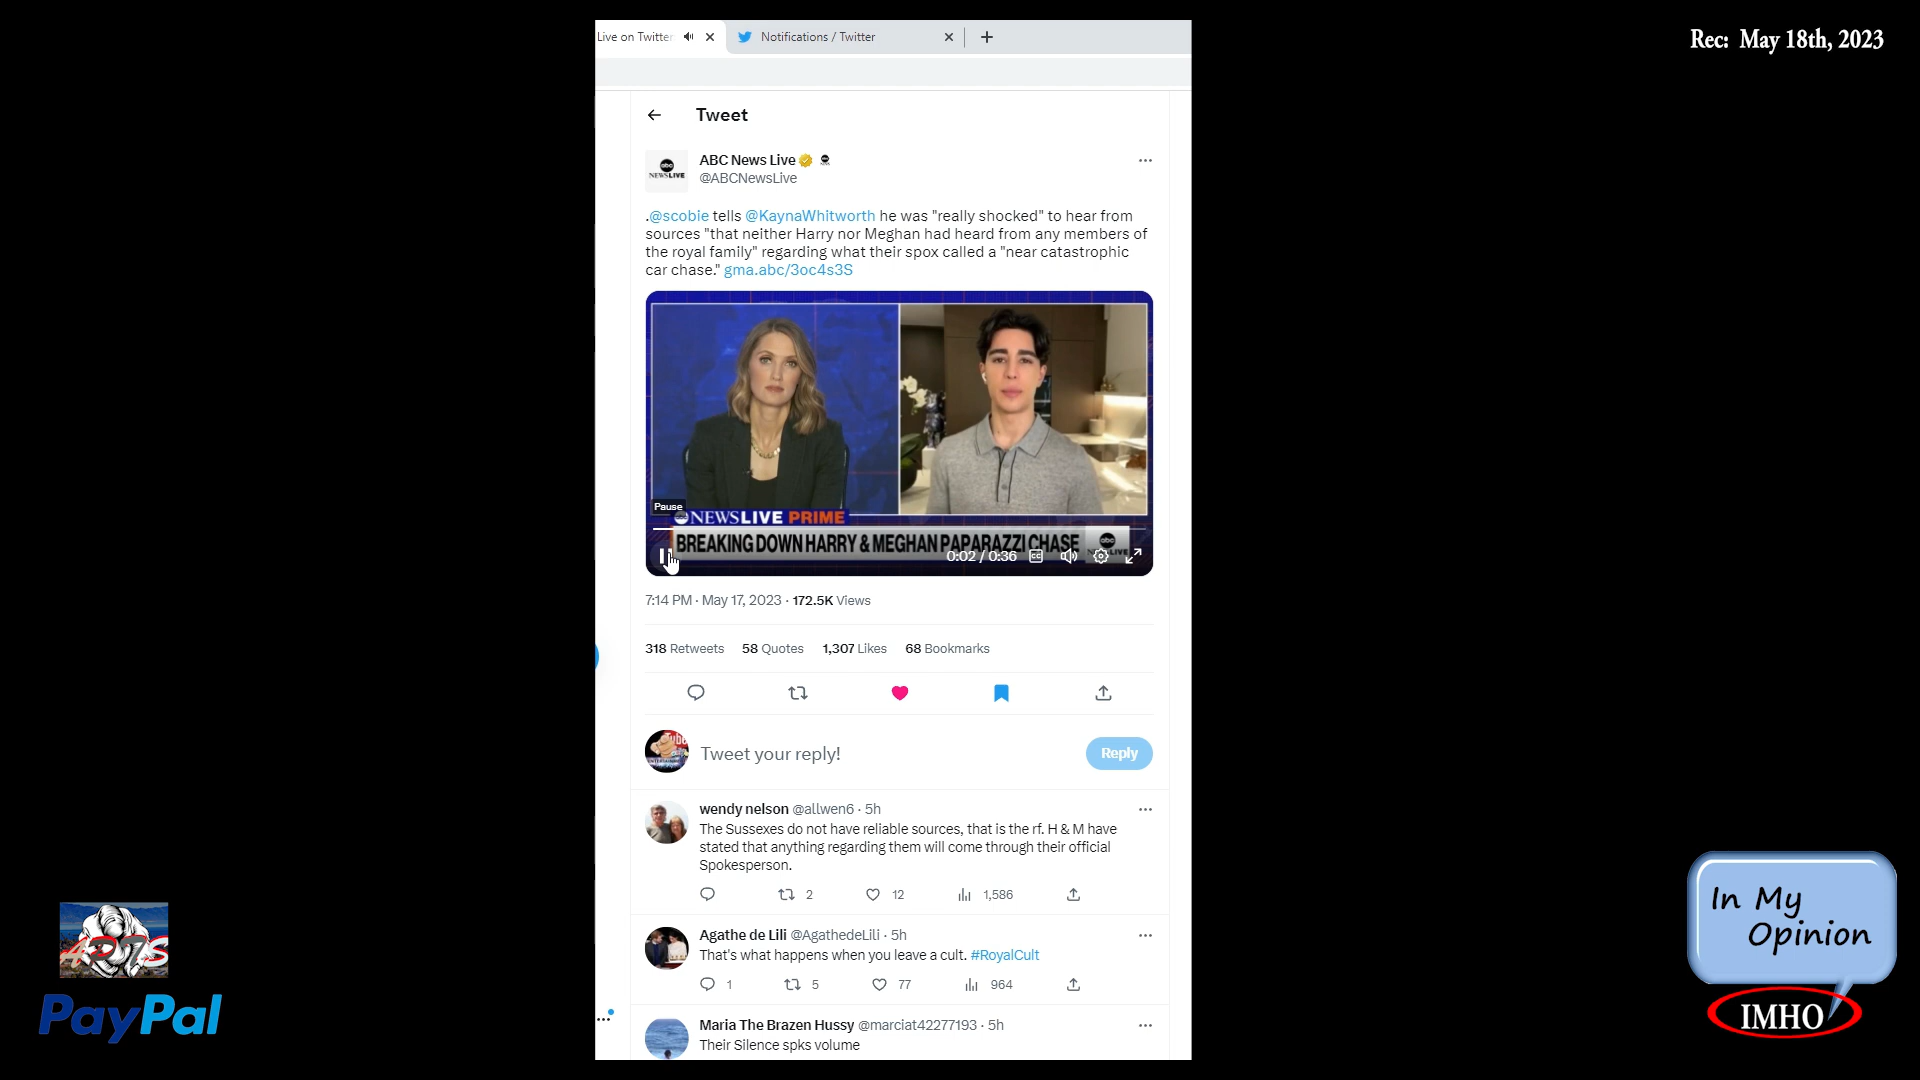 Live on Twitter
Notifications / Twitter
Rec: May 18th, 2023
Tweet
ABC News Live
@ABCNewsLive
.@scobie tells @KaynaWhitworth he was "really shocked" to hear from
sources "that neither Harry nor Meghan had heard from any members of
the royal family" regarding what their spox called a "near catastrophic
car chase." gma.abc/3oc4s3S
Pause
abc NEWSLIVE PRIME
BREAKING DOWN HARRY & MEGHAN PAPARAZZI CHASE
0:02 / 0:36
7:14 PM · May 17, 2023 · 172.5K Views
318 Retweets 58 Quotes 1,307 Likes 68 Bookmarks
Tweet your reply!
Reply
wendy nelson @allwen6 · 5h
The Sussexes do not have reliable sources, that is the rf. H & M have
stated that anything regarding them will come through their official
Spokesperson.
2 12 1,586
Agathe de Lili @AgathedeLili · 5h
That's what happens when you leave a cult. #RoyalCult
1 5 77 964
Maria The Brazen Hussy @marciat42277193 · 5h
Their Silence spks volume
PayPal
In My
Opinion
IMHO